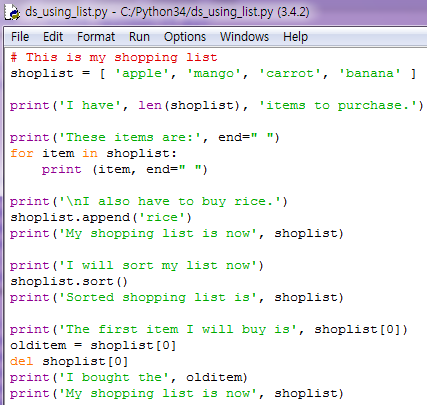 ds_using_list.py - C:/Python34/ds_using_list.py (3.4.2)
File Edit Format Run Options Windows Help
# This is my shopping list
shoplist = [ 'apple', 'mango', 'carrot', 'banana' ]
print('I have', len(shoplist), 'items to purchase.')
print('These items are:', end=" ")
for item in shoplist:
    print (item, end=" ")
print('\nI also have to buy rice.')
shoplist.append('rice')
print('My shopping list is now', shoplist)
print('I will sort my list now')
shoplist.sort()
print('Sorted shopping list is', shoplist)
print('The first item I will buy is', shoplist[0])
olditem = shoplist[0]
del shoplist[0]
print('I bought the', olditem)
print('My shopping list is now', shoplist)